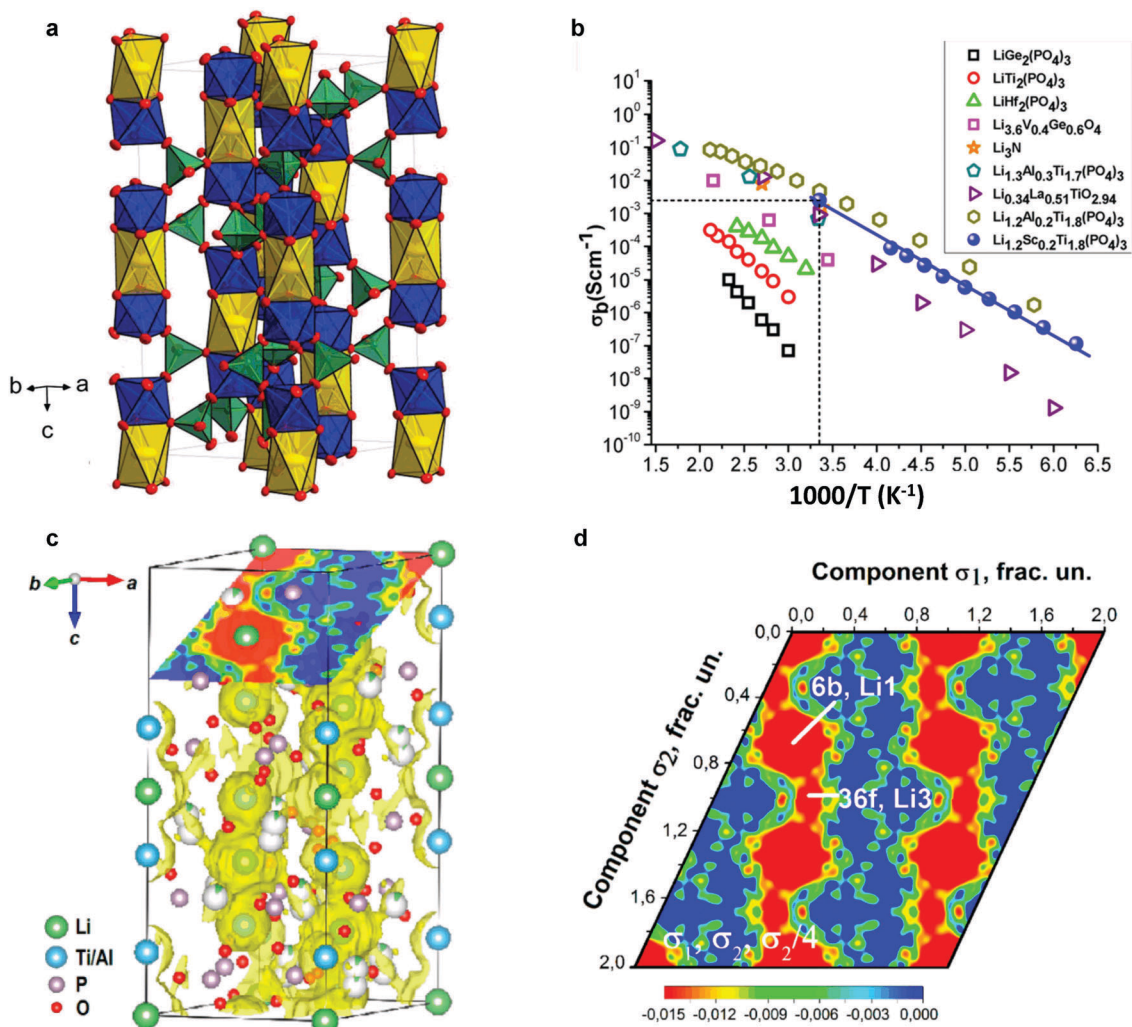 a
b
a
c
b
LiGe₂(PO₄)₃
LiTi₂(PO₄)₃
LiHf₂(PO₄)₃
Li₃.₆V₀.₄Ge₀.₆O₄
Li₃N
Li₁.₃Al₀.₃Ti₁.₇(PO₄)₃
Li₀.₃₄La₀.₅₁TiO₂.₉₄
Li₁.₂Al₀.₂Ti₁.₈(PO₄)₃
Li₁.₂Sc₀.₂Ti₁.₈(PO₄)₃
10¹
10⁰
10⁻¹
10⁻²
10⁻³
10⁻⁴
10⁻⁵
10⁻⁶
10⁻⁷
10⁻⁸
10⁻⁹
10⁻¹⁰
σb(Scm⁻¹)
1.5 2.0 2.5 3.0 3.5 4.0 4.5 5.0 5.5 6.0 6.5
1000/T (K⁻¹)
c
b
a
c
Li
Ti/Al
P
O
d
Component σ1, frac. un.
0,0 0,4 0,8 1,2 1,6 2,0
Component σ2, frac. un.
0,0
0,4
0,8
1,2
1,6
2,0
6b, Li1
36f, Li3
σ₁, σ₂, σ₂/4
-0,015 -0,012 -0,009 -0,006 -0,003 0,000